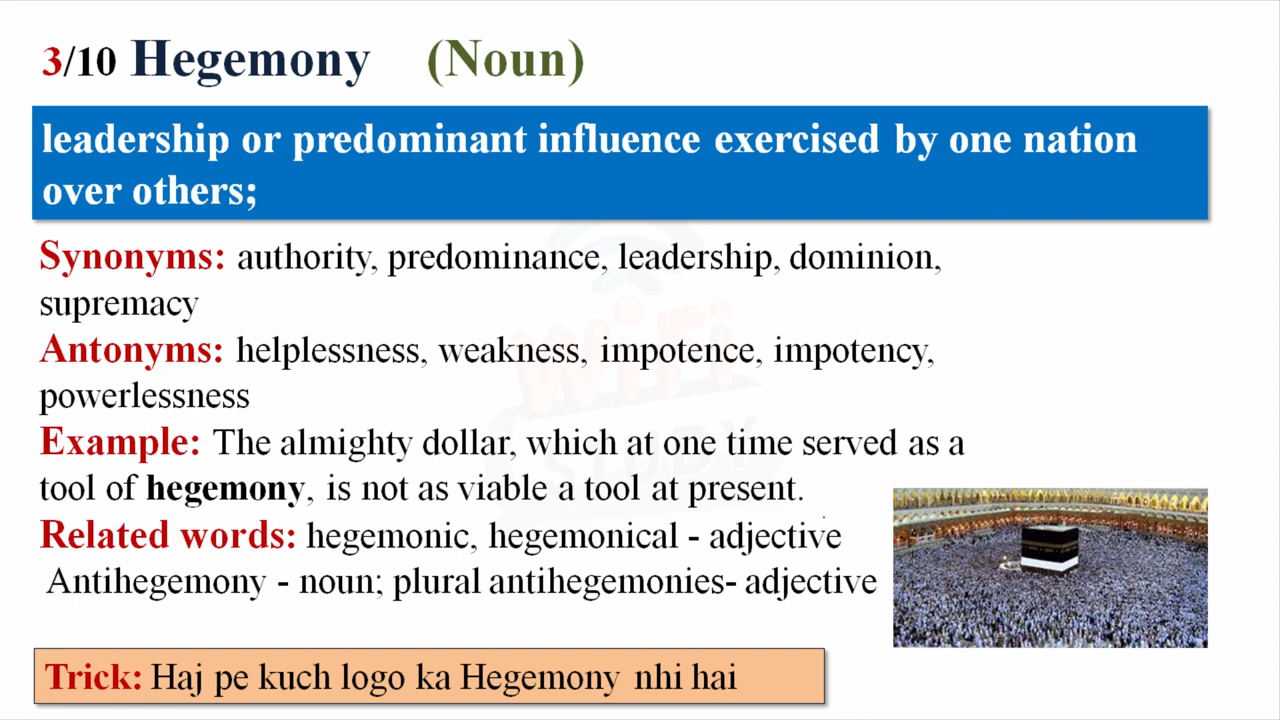 3/10 Hegemony (Noun)
leadership or predominant influence exercised by one nation
over others;
Synonyms: authority, predominance, leadership, dominion,
supremacy
Antonyms: helplessness, weakness, impotence, impotency,
powerlessness
Example: The almighty dollar, which at one time served as a
tool of hegemony, is not as viable a tool at present.
Related words: hegemonic, hegemonical - adjective
Antihegemony - noun; plural antihegemonies- adjective
Trick: Haj pe kuch logo ka Hegemony nhi hai
WiFi
STUDY